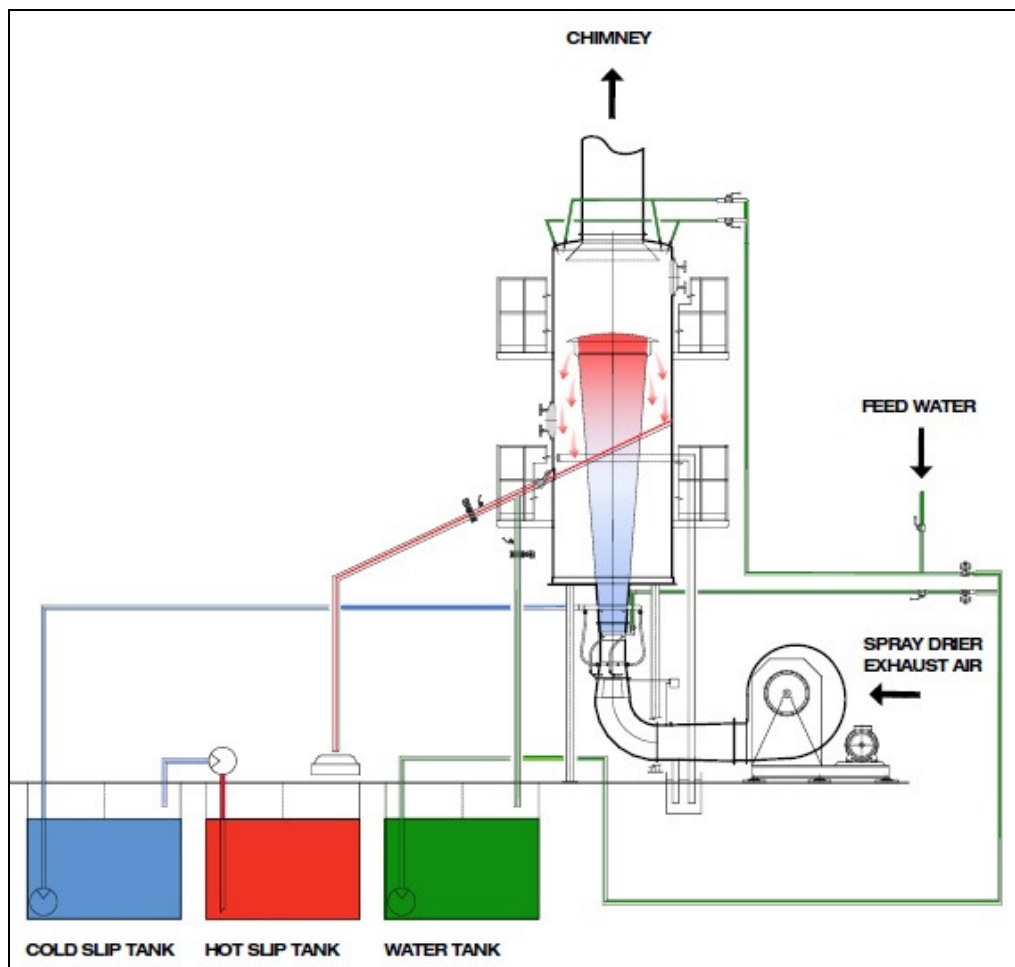 CHIMNEY
FEED WATER
SPRAY DRIER
EXHAUST AIR
COLD SLIP TANK
HOT SLIP TANK
WATER TANK